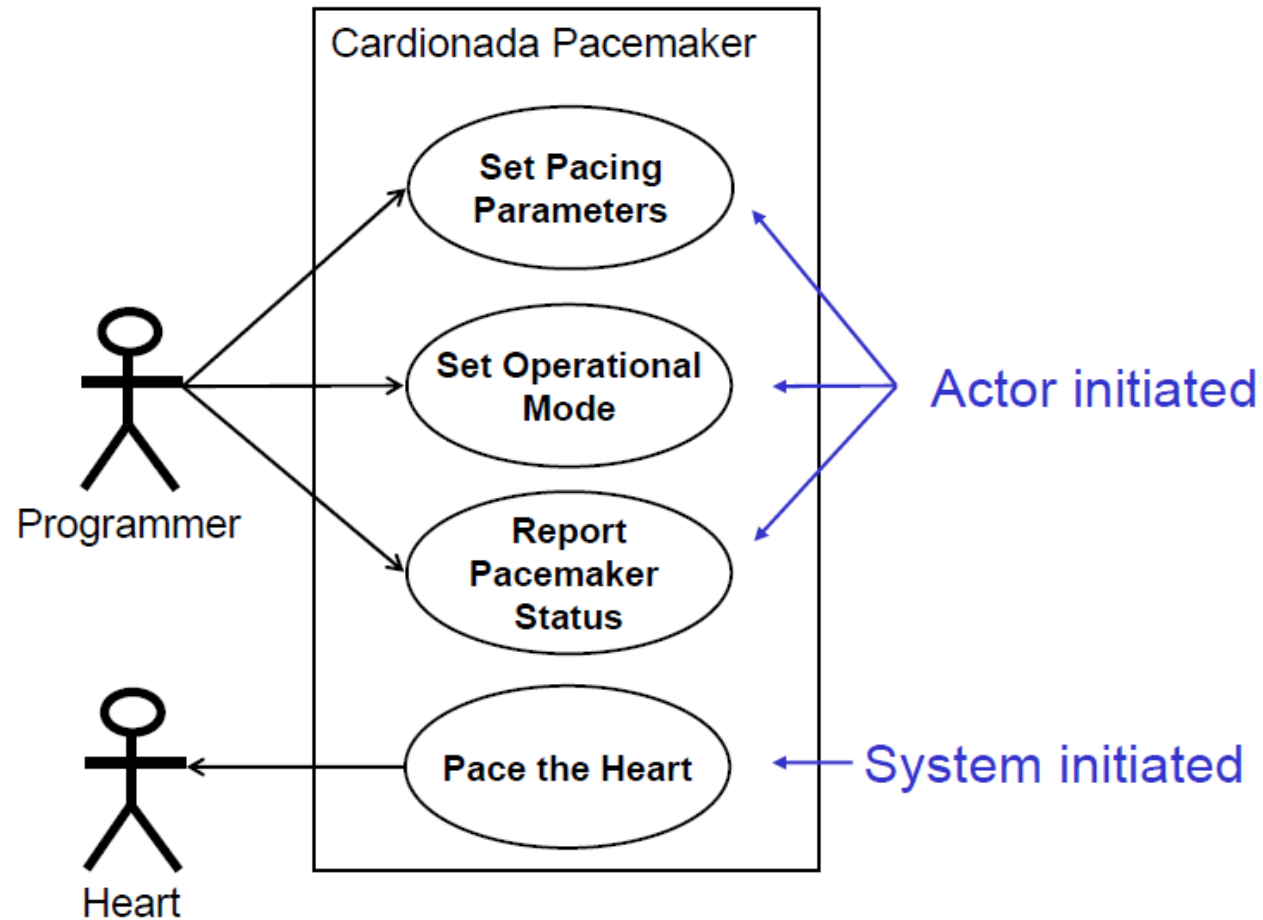 Cardionada Pacemaker
Set Pacing
Parameters
Set Operational
Mode
Actor initiated
Programmer
Report
Pacemaker
Status
Pace the Heart
System initiated
Heart